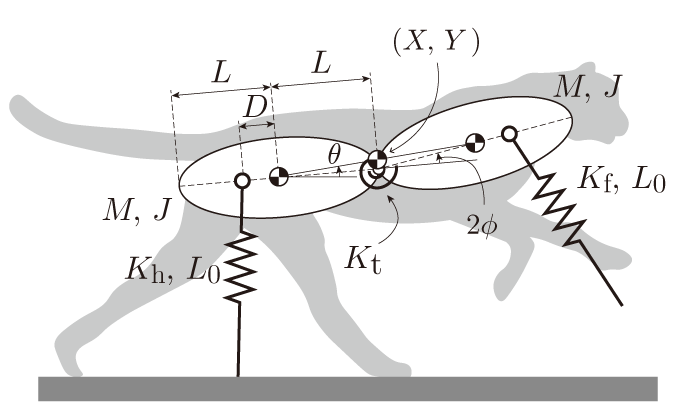 (X, Y)
L
L
M, J
D
θ
M, J
K_f, L_0
2ϕ
K_h, L_0
K_t